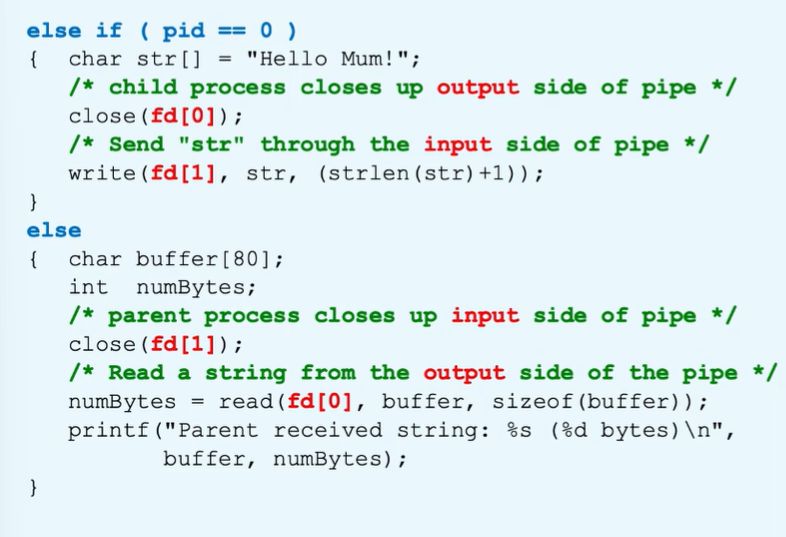 else if ( pid == 0 )
{  char str[] = "Hello Mum!";
   /* child process closes up output side of pipe */
   close(fd[0]);
   /* Send "str" through the input side of pipe */
   write(fd[1], str, (strlen(str)+1));
}
else
{  char buffer[80];
   int  numBytes;
   /* parent process closes up input side of pipe */
   close(fd[1]);
   /* Read a string from the output side of the pipe */
   numBytes = read(fd[0], buffer, sizeof(buffer));
   printf("Parent received string: %s (%d bytes)\n",
          buffer, numBytes);
}